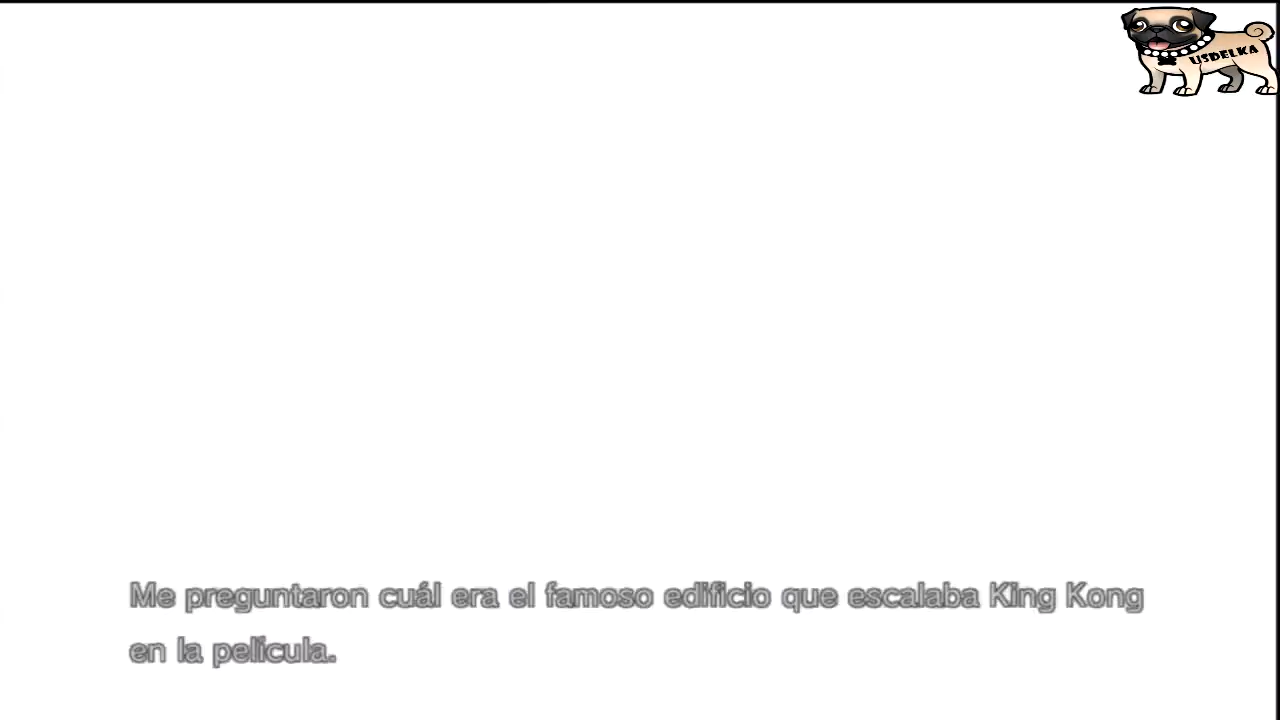 USDELKA
Me preguntaron cuál era el famoso edificio que escalaba King Kong
en la película.